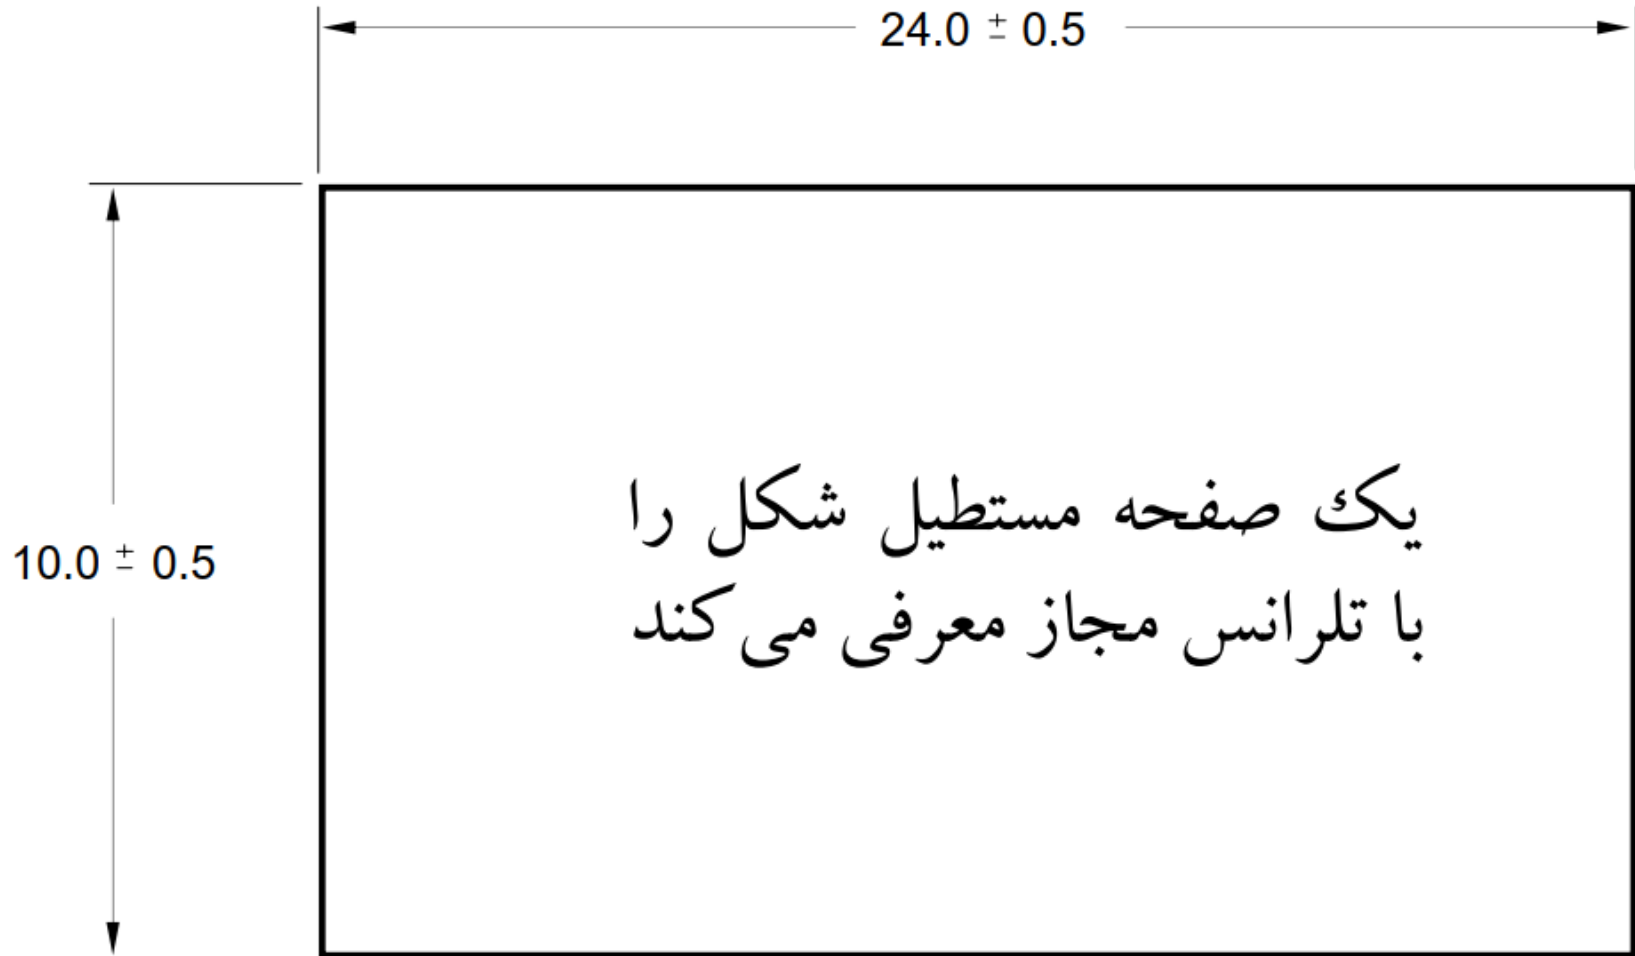 24.0 ± 0.5
10.0 ± 0.5
یک صفحه مستطیل شکل را
با تلرانس مجاز معرفی می کند